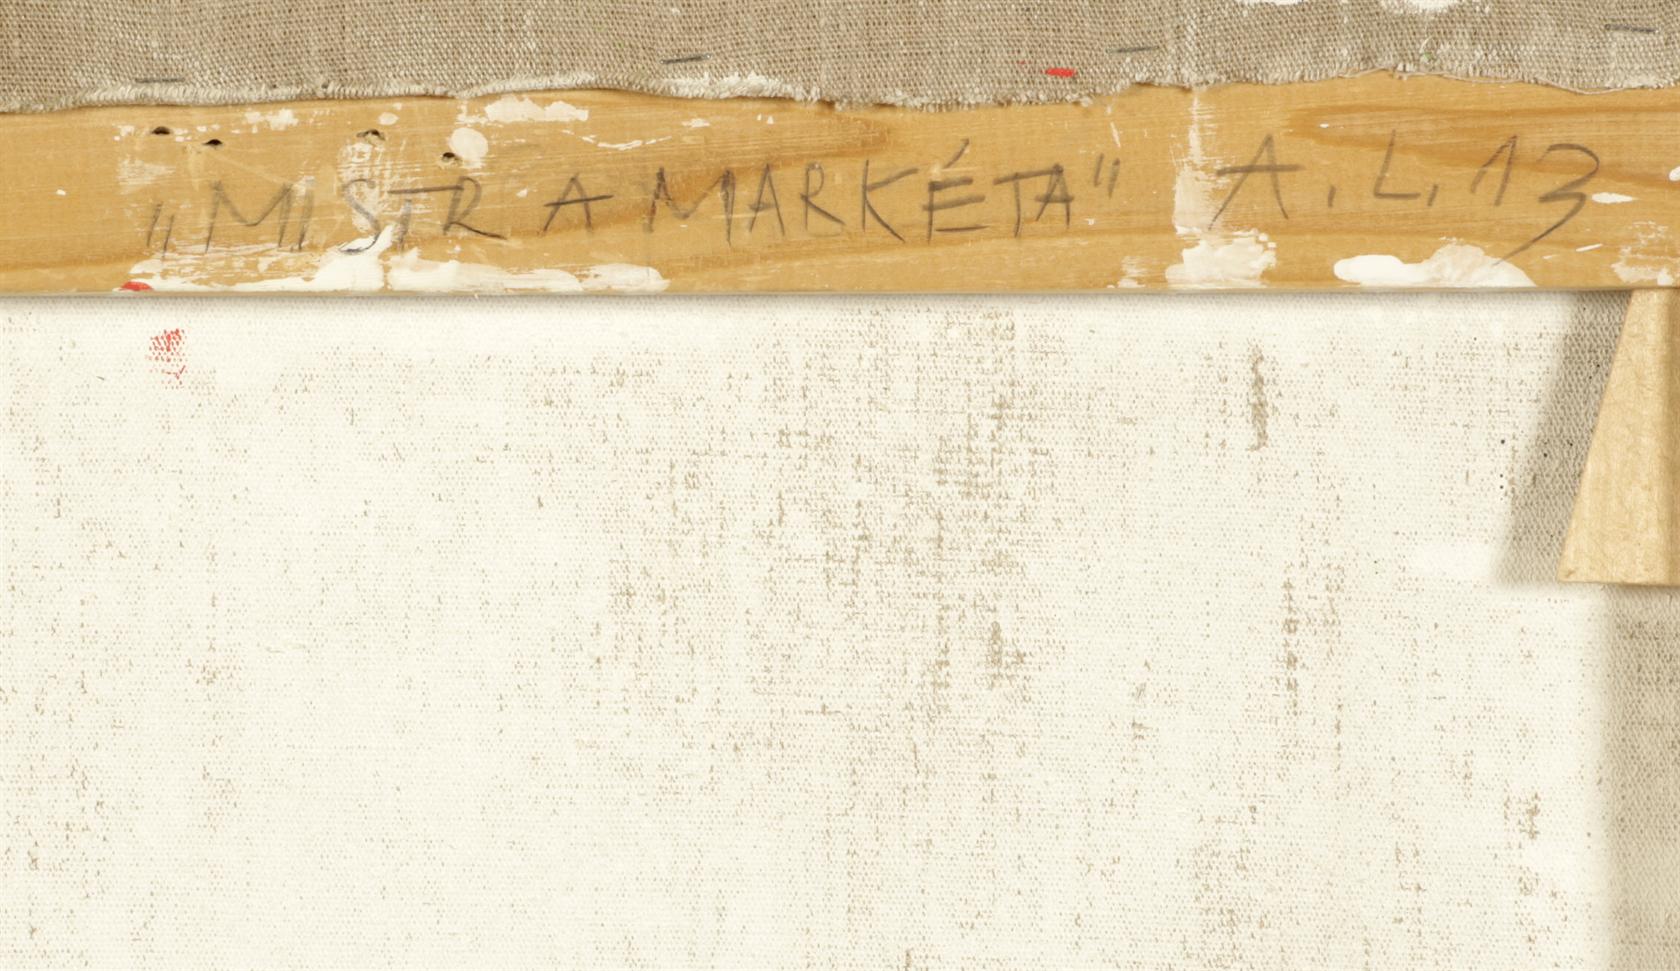 „MISTR A MARKÉTA" A. L. 13